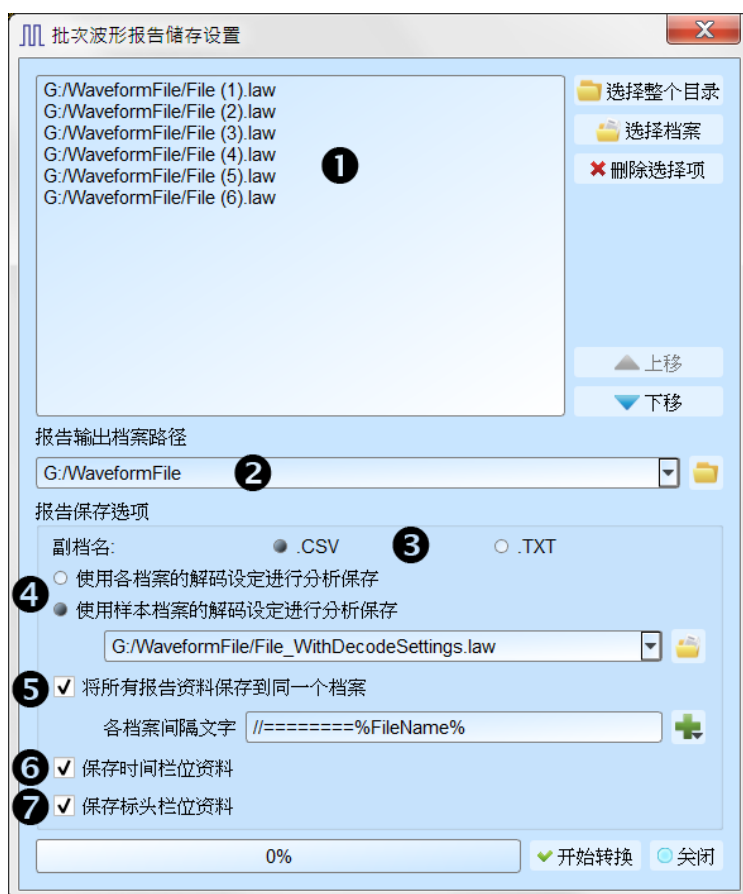 批次波形报告储存设置
G:/WaveformFile/File (1).law
G:/WaveformFile/File (2).law
G:/WaveformFile/File (3).law
G:/WaveformFile/File (4).law
G:/WaveformFile/File (5).law
G:/WaveformFile/File (6).law
❶
选择整个目录
选择档案
删除选择项
上移
下移
报告输出档案路径
G:/WaveformFile ❷
报告保存选项
副档名: .CSV ❸ .TXT
❹ 使用各档案的解码设定进行分析保存
使用样本档案的解码设定进行分析保存
G:/WaveformFile/File_WithDecodeSettings.law
❺ 将所有报告资料保存到同一个档案
各档案间隔文字 //========%FileName%
❻ 保存时间栏位资料
❼ 保存标头栏位资料
0% 开始转换 关闭